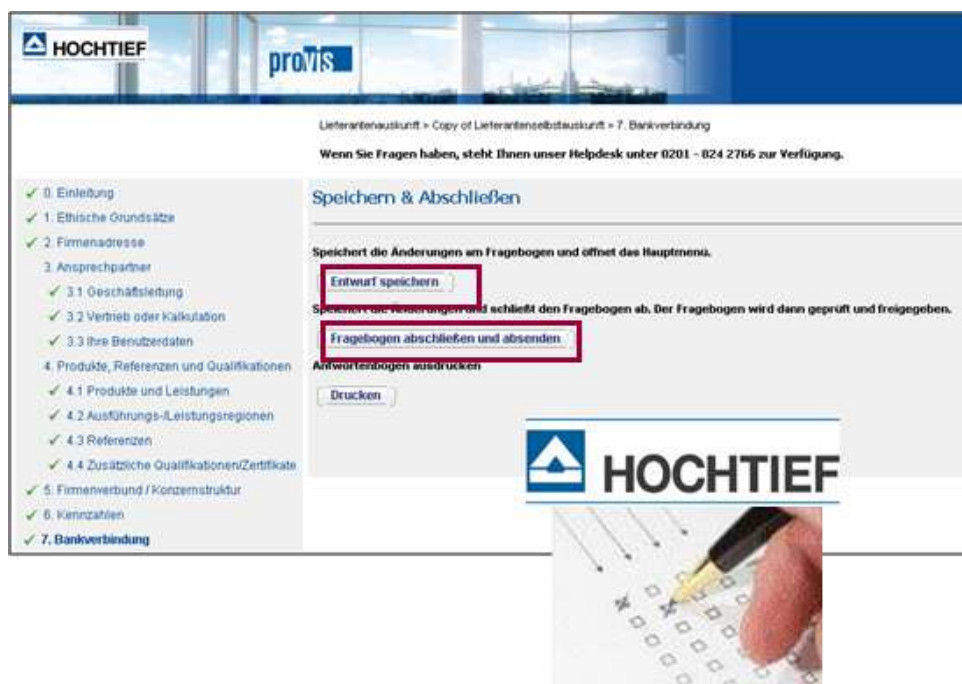 HOCHTIEF
provis
Lieferantenauskunft > Copy of Lieferantenselbstauskunft > 7. Bankverbindung
Wenn Sie Fragen haben, steht Ihnen unser Helpdesk unter 0201 - 824 2766 zur Verfügung.
0. Einleitung
1. Ethische Grundsätze
2. Firmenadresse
3. Ansprechpartner
3.1 Geschäftsleitung
3.2 Vertrieb oder Kalkulation
3.3 Ihre Benutzerdaten
4. Produkte, Referenzen und Qualifikationen
4.1 Produkte und Leistungen
4.2 Ausführungs-/Leistungsregionen
4.3 Referenzen
4.4 Zusätzliche Qualifikationen/Zertifikate
5. Firmenverbund / Konzernstruktur
6. Kennzahlen
7. Bankverbindung
Speichern & Abschließen
Speichert die Änderungen am Fragebogen und öffnet das Hauptmenü.
Entwurf speichern
Speichert die Änderungen und schließt den Fragebogen ab. Der Fragebogen wird dann geprüft und freigegeben.
Fragebogen abschließen und absenden
Antwortenbogen ausdrucken
Drucken
HOCHTIEF